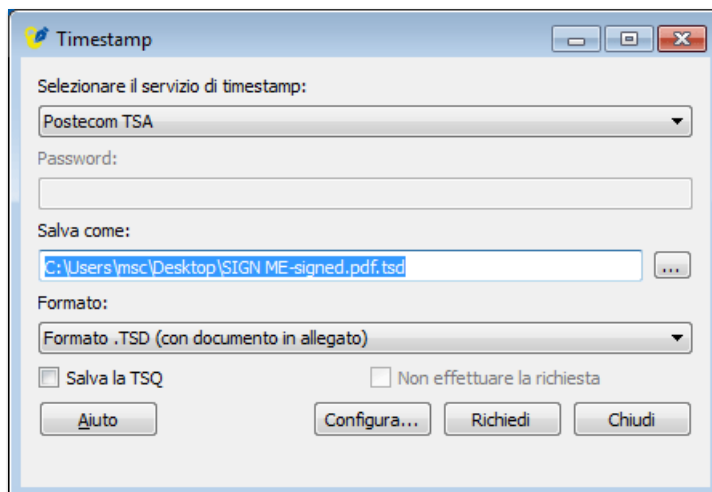 Timestamp
Selezionare il servizio di timestamp:
Postecom TSA
Password:
Salva come:
C:\Users\msc\Desktop\SIGN ME-signed.pdf.tsd
...
Formato:
Formato .TSD (con documento in allegato)
Salva la TSQ Non effettuare la richiesta
Aiuto Configura... Richiedi Chiudi